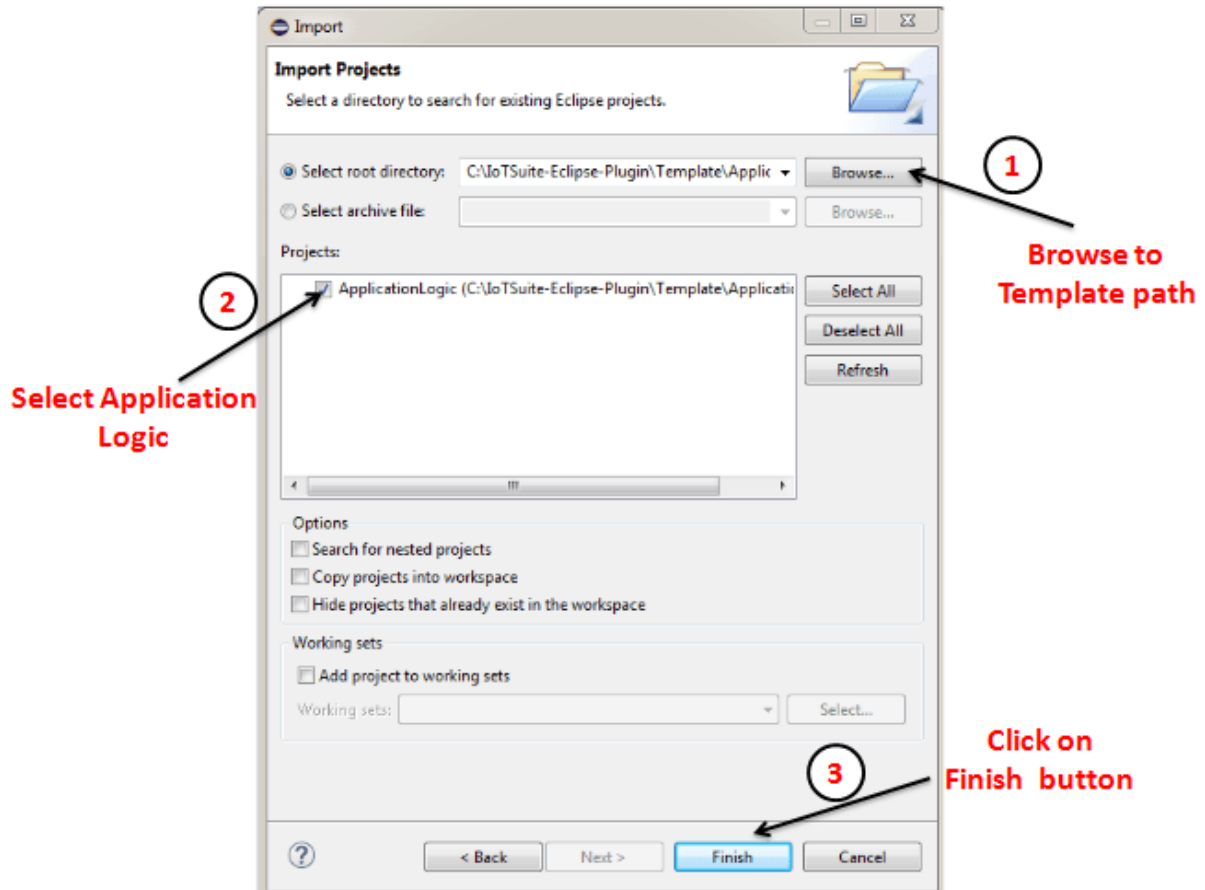 Import
Import Projects
Select a directory to search for existing Eclipse projects.
Select root directory: C:\IoTSuite-Eclipse-Plugin\Template\Applic Browse...
1
Select archive file: Browse...
Browse to
Template path
Projects:
2
ApplicationLogic (C:\IoTSuite-Eclipse-Plugin\Template\Applicatio Select All
Deselect All
Refresh
Select Application
Logic
Options
Search for nested projects
Copy projects into workspace
Hide projects that already exist in the workspace
Working sets
Add project to working sets
Working sets: Select...
Click on
Finish button
3
? < Back Next > Finish Cancel